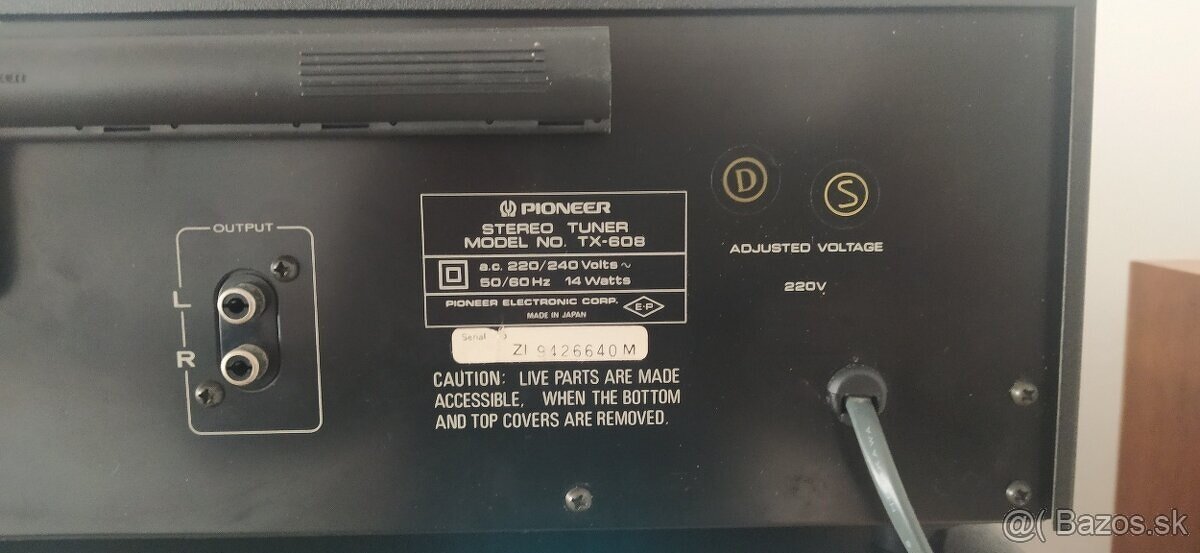 OUTPUT
L
R
PIONEER
STEREO TUNER
MODEL NO. TX-608
a.c. 220/240 Volts ~
50/60 Hz 14 Watts
PIONEER ELECTRONIC CORP.
MADE IN JAPAN
E-P
Serial
ZI 9426640 M
CAUTION: LIVE PARTS ARE MADE
ACCESSIBLE, WHEN THE BOTTOM
AND TOP COVERS ARE REMOVED.
D
S
ADJUSTED VOLTAGE
220V
@( Bazos.sk